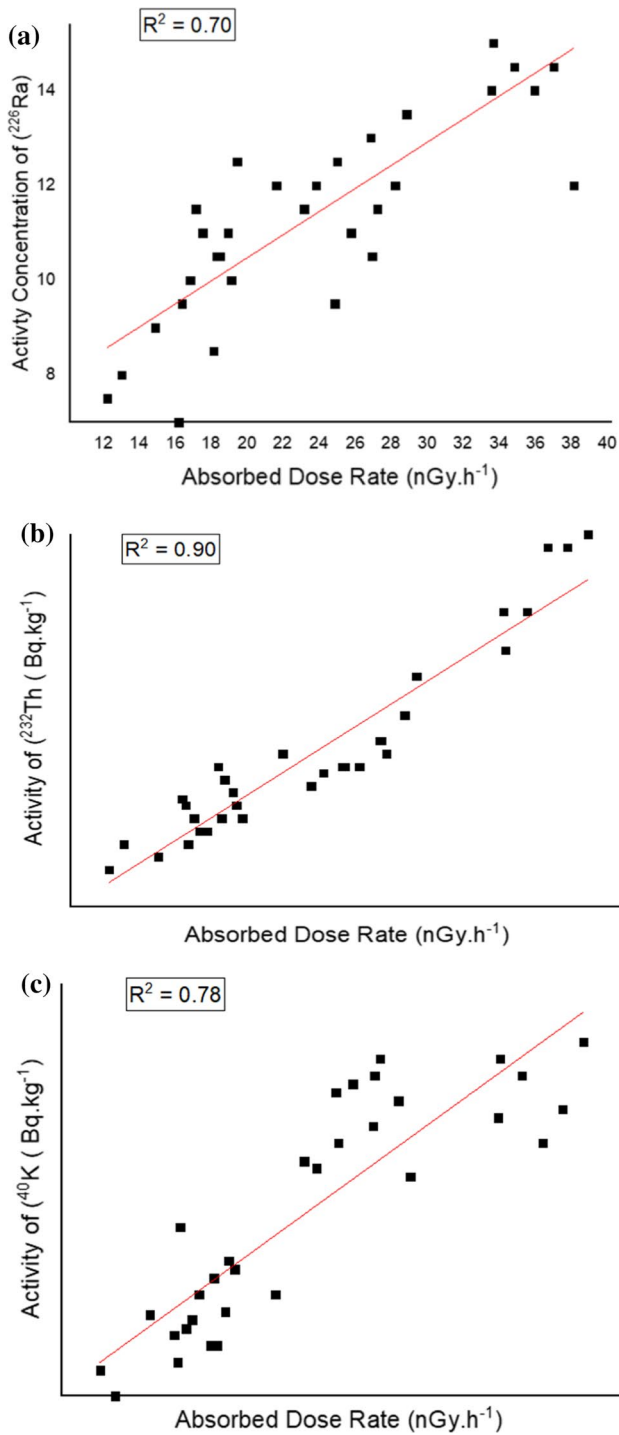 (a)
R² = 0.70
Activty Concentration of (²²⁶Ra)
14
12
10
8
12 14 16 18 20 22 24 26 28 30 32 34 36 38 40
Absorbed Dose Rate (nGy.h⁻¹)
(b)
R² = 0.90
Activity of (²³²Th ( Bq.kg⁻¹)
Absorbed Dose Rate (nGy.h⁻¹)
(c)
R² = 0.78
Activity of (⁴⁰K ( Bq.kg⁻¹)
Absorbed Dose Rate (nGy.h⁻¹)